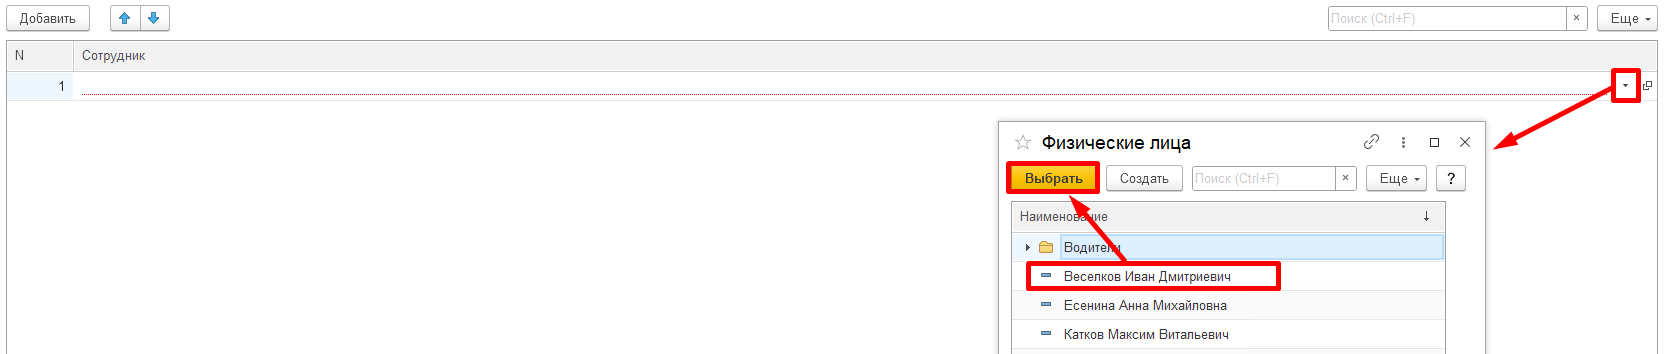 Добавить
Поиск (Ctrl+F)
×
Еще
N
Сотрудник
1
Физические лица
Выбрать
Создать
Поиск (Ctrl+F)
×
Еще
?
Наименование
Водители
Веселков Иван Дмитриевич
Есенина Анна Михайловна
Катков Максим Витальевич